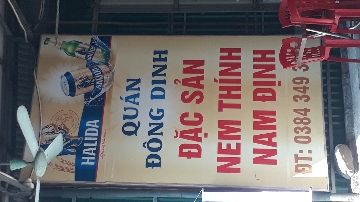 HALIDA
QUÁN
ĐÔNG DINH
ĐẶC SẢN
NEM THÍNH
NAM ĐỊNH
ĐT: 0384 349